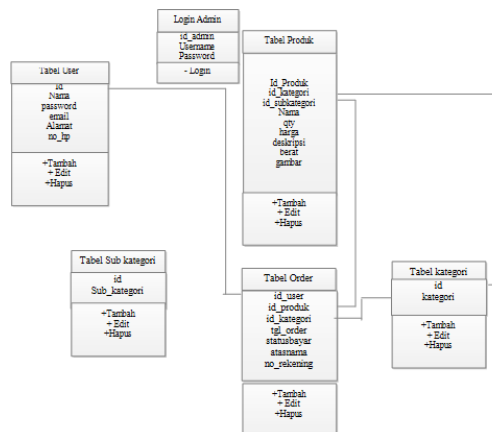 Login Admin
id_admin
Username
Password
- Login
Tabel Produk
Id_Produk
id_kategori
id_subkategori
Nama
qty
harga
deskripsi
berat
gambar
+Tambah
+ Edit
+Hapus
Tabel User
id
Nama
password
email
Alamat
no_hp
+Tambah
+ Edit
+Hapus
Tabel Sub kategori
id
Sub_kategori
+Tambah
+ Edit
+Hapus
Tabel Order
id_user
id_produk
id_kategori
tgl_order
statusbayar
atasnama
no_rekening
+Tambah
+ Edit
+Hapus
Tabel kategori
id
kategori
+Tambah
+ Edit
+Hapus